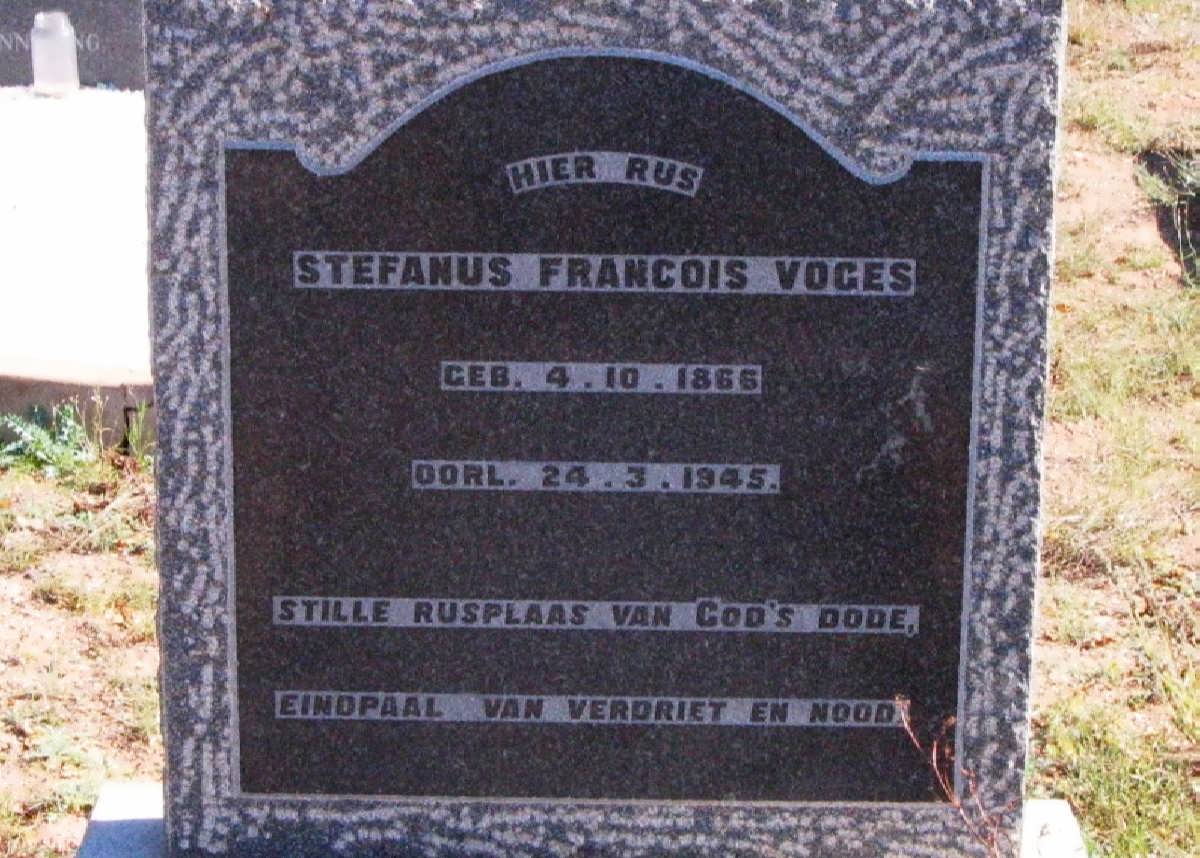 HIER RUS
STEFANUS FRANCOIS VOGES
GEB. 4.10.1866
OORL. 24.3.1945.
STILLE RUSPLAAS VAN GOD'S DODE,
EINDPAAL VAN VERDRIET EN NOOD